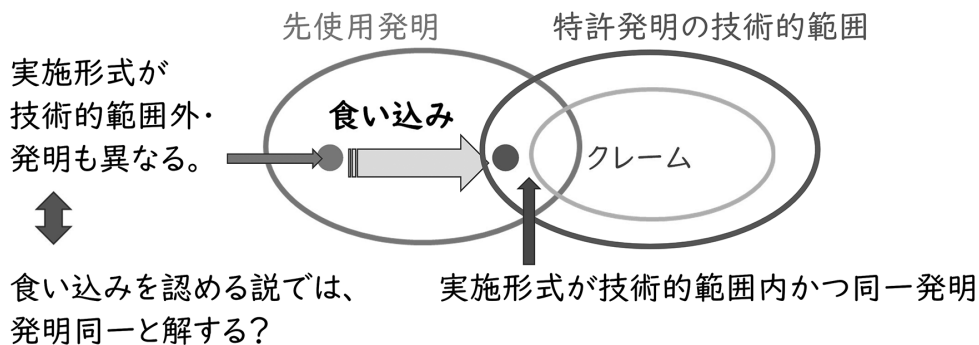 先使用発明
特許発明の技術的範囲
実施形式が
技術的範囲外・
発明も異なる。
食い込み
クレーム
食い込みを認める説では、
発明同一と解する?
実施形式が技術的範囲内かつ同一発明